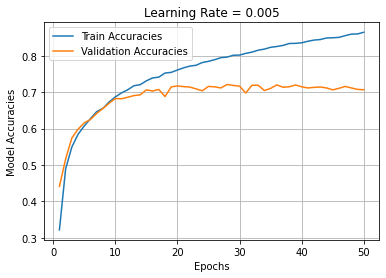 Learning Rate = 0.005
Train Accuracies
Validation Accuracies
Model Accuracies
0.8
0.7
0.6
0.5
0.4
0.3
0 10 20 30 40 50
Epochs